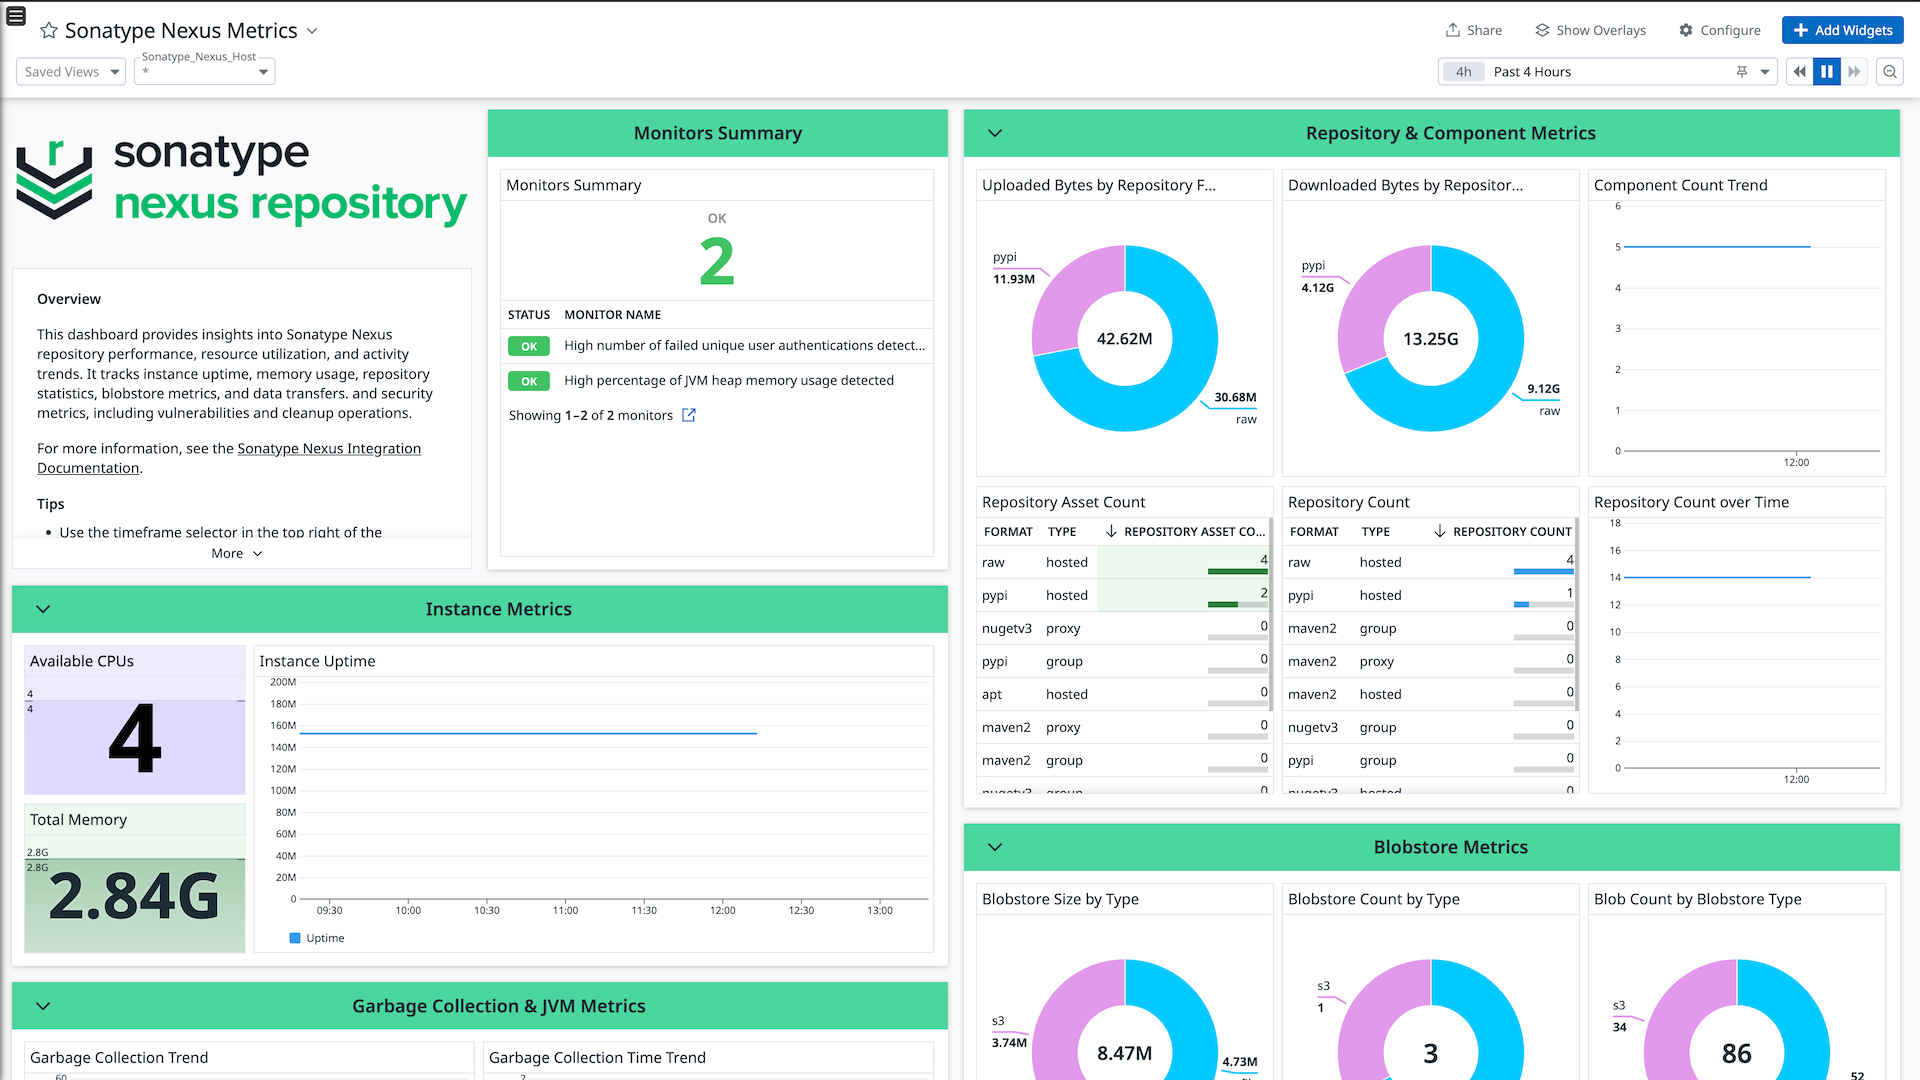 Sonatype Nexus Metrics
Share
Show Overlays
Configure
Add Widgets
Saved Views
Sonatype_Nexus_Host
*
4h Past 4 Hours
r
sonatype
nexus repository
Overview
This dashboard provides insights into Sonatype Nexus
repository performance, resource utilization, and activity
trends. It tracks instance uptime, memory usage, repository
statistics, blobstore metrics, and data transfers. and security
metrics, including vulnerabilities and cleanup operations.
For more information, see the Sonatype Nexus Integration
Documentation.
Tips
• Use the timeframe selector in the top right of the
More
Monitors Summary
Monitors Summary
OK
2
STATUS MONITOR NAME
OK High number of failed unique user authentications detect...
OK High percentage of JVM heap memory usage detected
Showing 1–2 of 2 monitors
Instance Metrics
Available CPUs
4
4
4
Total Memory
2.8G
2.8G
2.84G
Instance Uptime
200M
180M
160M
140M
120M
100M
80M
60M
40M
20M
0
09:30 10:00 10:30 11:00 11:30 12:00 12:30 13:00
Uptime
Garbage Collection & JVM Metrics
Garbage Collection Trend
60
Garbage Collection Time Trend
2
Repository & Component Metrics
Uploaded Bytes by Repository F...
pypi
11.93M
42.62M
30.68M
raw
Downloaded Bytes by Repositor...
pypi
4.12G
13.25G
9.12G
raw
Component Count Trend
6
5
4
3
2
1
0
12:00
Repository Asset Count
FORMAT TYPE REPOSITORY ASSET CO...
raw hosted 4
pypi hosted 2
nugetv3 proxy 0
pypi group 0
apt hosted 0
maven2 proxy 0
maven2 group 0
nugetv3 group 0
Repository Count
FORMAT TYPE REPOSITORY COUNT
raw hosted 4
pypi hosted 1
maven2 group 0
maven2 proxy 0
maven2 hosted 0
nugetv3 group 0
pypi group 0
nugetv3 hosted 0
Repository Count over Time
18
16
14
12
10
8
6
4
2
0
12:00
Blobstore Metrics
Blobstore Size by Type
s3
3.74M
8.47M
4.73M
Blobstore Count by Type
s3
1
3
Blob Count by Blobstore Type
s3
34
86
52